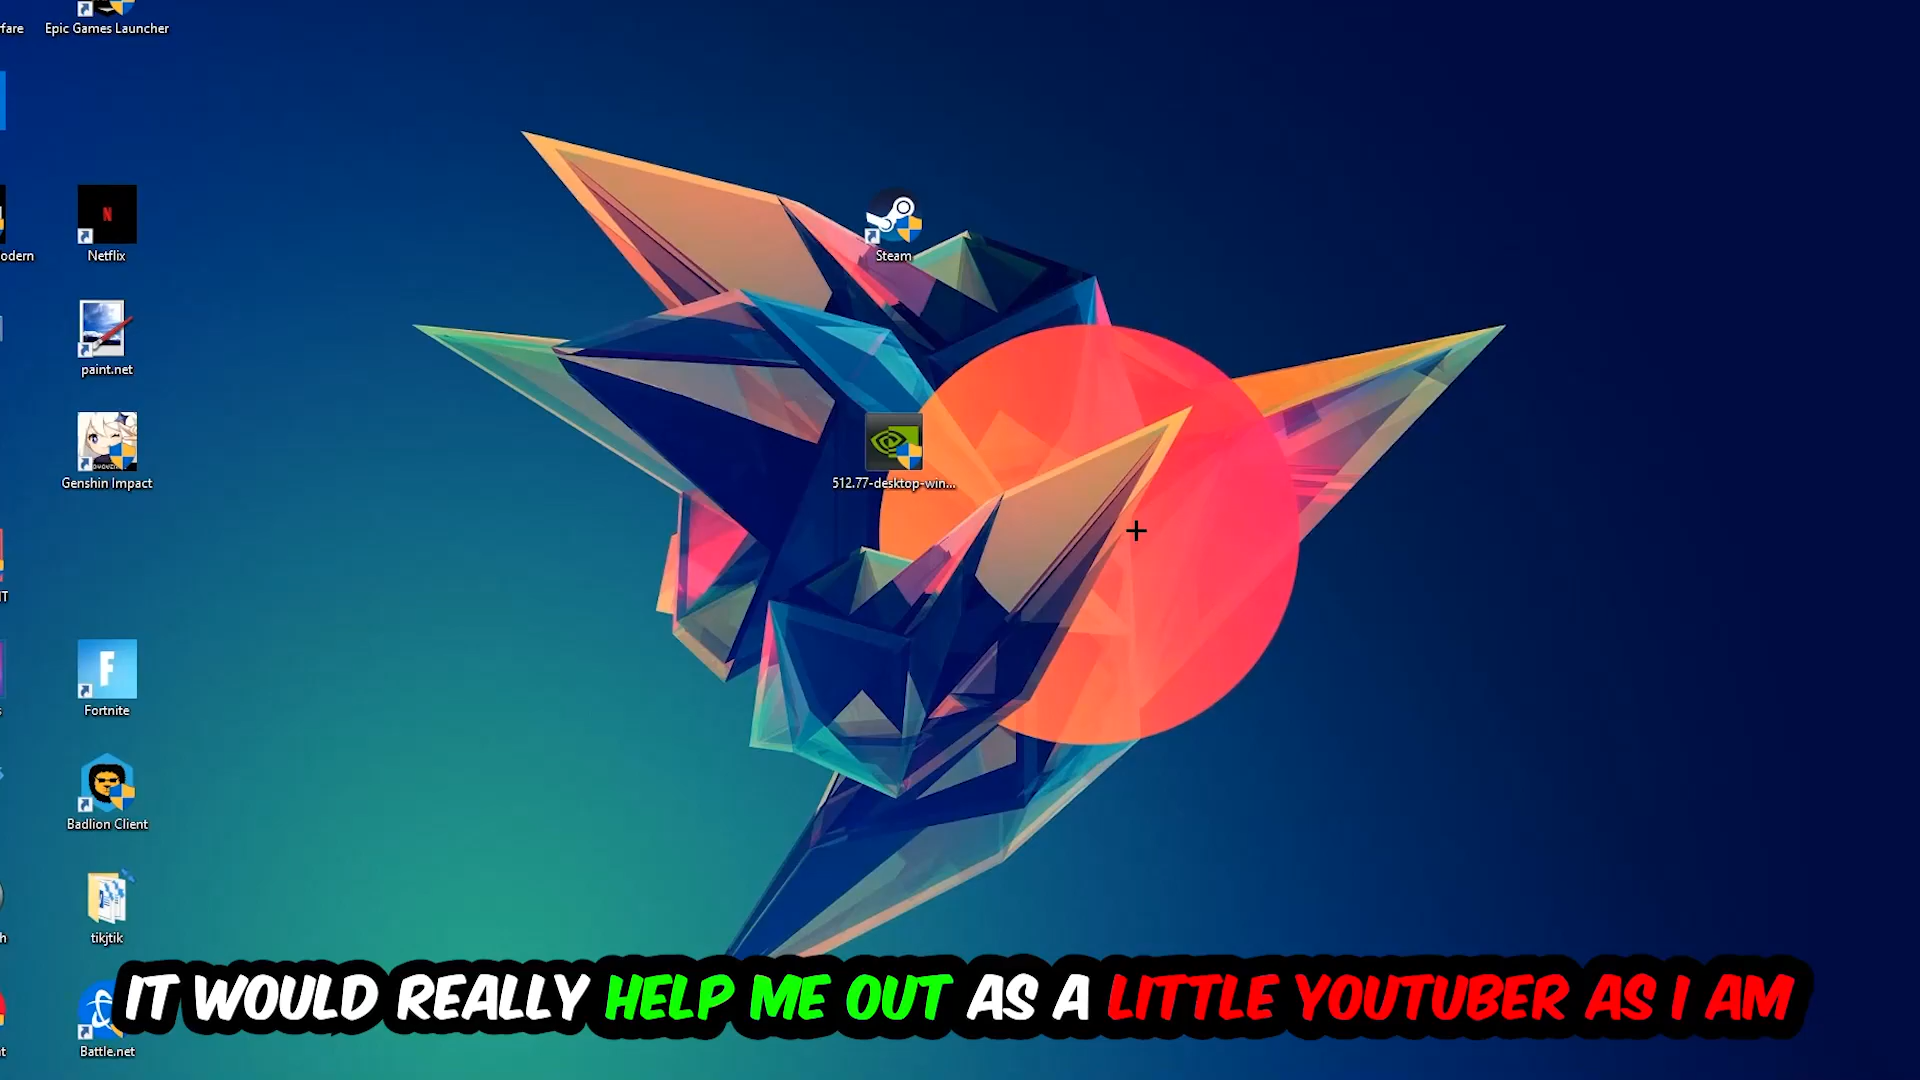 fare
Epic Games Launcher
odern
Netflix
Steam
paint.net
Genshin Impact
512.77-desktop-win...
IT
F
Fortnite
s
Badlion Client
h
tikjtik
IT WOULD REALLY HELP ME OUT AS A LITTLE YOUTUBER AS I AM
t
Battle.net